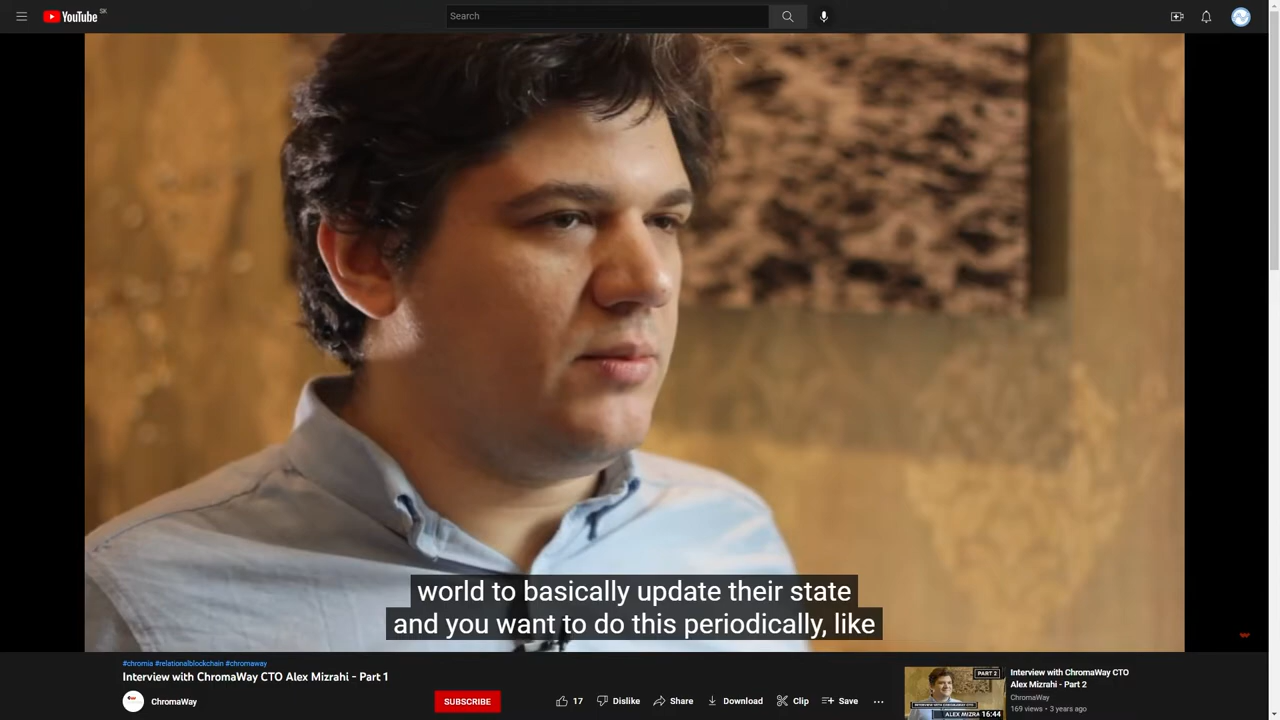 YouTube SK
Search
world to basically update their state
and you want to do this periodically, like
#chromia #relationalblockchain #chromaway
Interview with ChromaWay CTO Alex Mizrahi - Part 1
ChromaWay
SUBSCRIBE
17
Dislike
Share
Download
Clip
Save
PART 2
ALEX MIZRA
16:44
Interview with ChromaWay CTO
Alex Mizrahi - Part 2
ChromaWay
169 views • 3 years ago